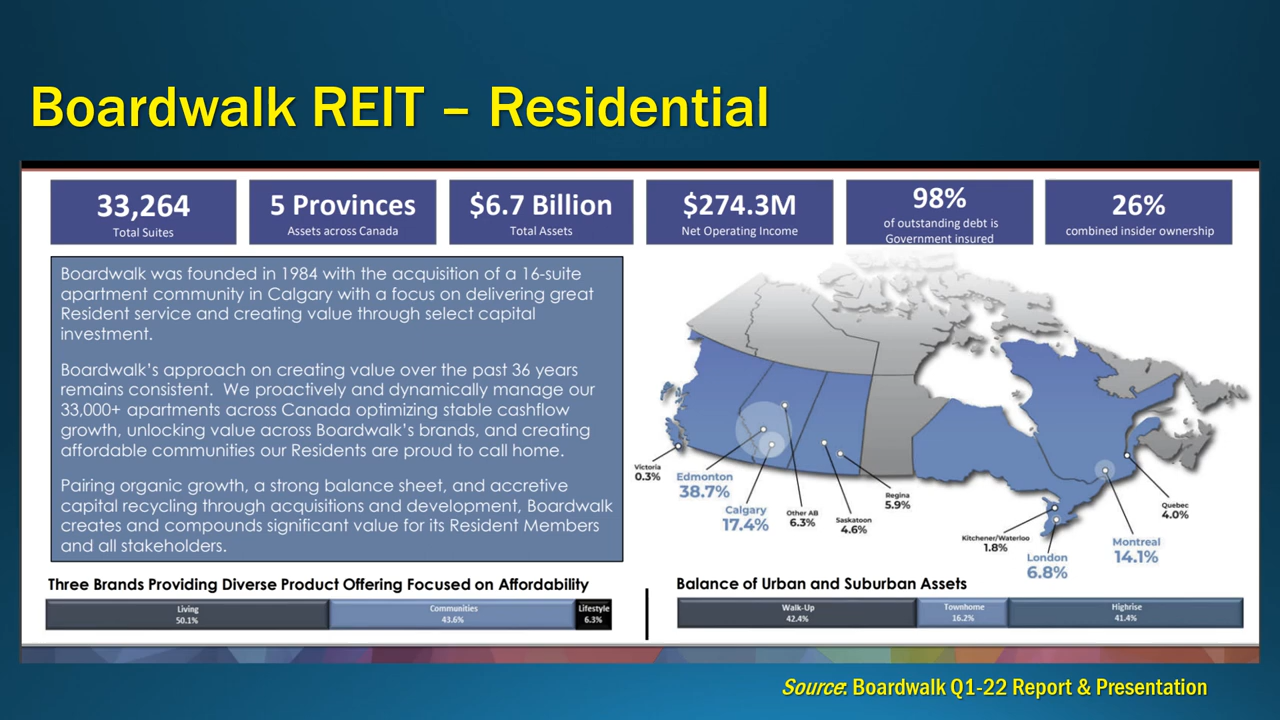 Boardwalk REIT – Residential
33,264
Total Suites
5 Provinces
Assets across Canada
$6.7 Billion
Total Assets
$274.3M
Net Operating Income
98%
of outstanding debt is
Government insured
26%
combined insider ownership
Boardwalk was founded in 1984 with the acquisition of a 16-suite
apartment community in Calgary with a focus on delivering great
Resident service and creating value through select capital
investment.
Boardwalk's approach on creating value over the past 36 years
remains consistent. We proactively and dynamically manage our
33,000+ apartments across Canada optimizing stable cashflow
growth, unlocking value across Boardwalk's brands, and creating
affordable communities our Residents are proud to call home.
Pairing organic growth, a strong balance sheet, and accretive
capital recycling through acquisitions and development, Boardwalk
creates and compounds significant value for its Resident Members
and all stakeholders.
Victoria
0.3%
Edmonton
38.7%
Calgary
17.4%
Other AB
6.3%
Saskatoon
4.6%
Regina
5.9%
Kitchener/Waterloo
1.8%
London
6.8%
Montreal
14.1%
Quebec
4.0%
Three Brands Providing Diverse Product Offering Focused on Affordability
Living
50.1%
Communities
43.6%
Lifestyle
6.3%
Balance of Urban and Suburban Assets
Walk-Up
42.4%
Townhome
16.2%
Highrise
41.4%
Source: Boardwalk Q1-22 Report & Presentation